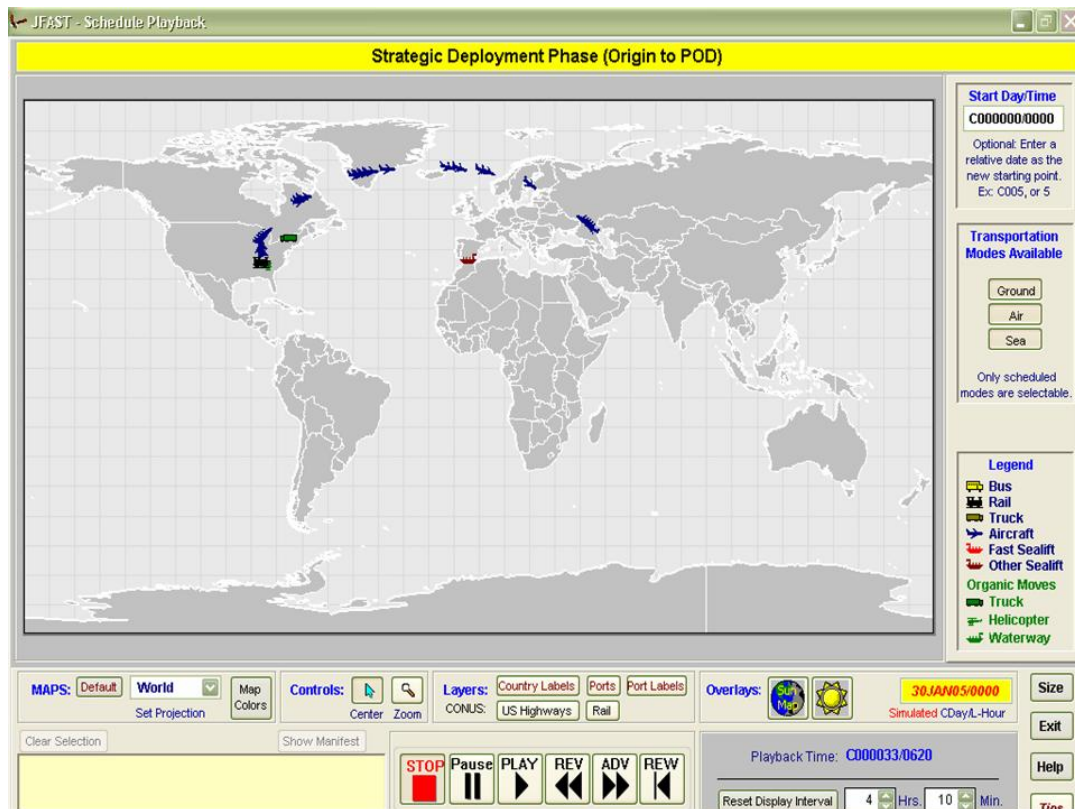 JFAST - Schedule Playback
Strategic Deployment Phase (Origin to POD)
Start Day/Time
C000000/0000
Optional: Enter a
relative date as the
new starting point.
Ex: C005, or 5
Transportation
Modes Available
Ground
Air
Sea
Only scheduled
modes are selectable.
Legend
Bus
Rail
Truck
Aircraft
Fast Sealift
Other Sealift
Organic Moves
Truck
Helicopter
Waterway
MAPS: Default World Map
Colors
Set Projection
Controls:
Center Zoom
Layers: Country Labels Ports Port Labels
CONUS: US Highways Rail
Overlays: Sun
Map
30JAN05/0000
Simulated CDay/L-Hour
Size
Exit
Help
Tips
Clear Selection Show Manifest
STOP Pause PLAY REV ADV REW
Playback Time: C000033/0620
Reset Display Interval 4 Hrs. 10 Min.